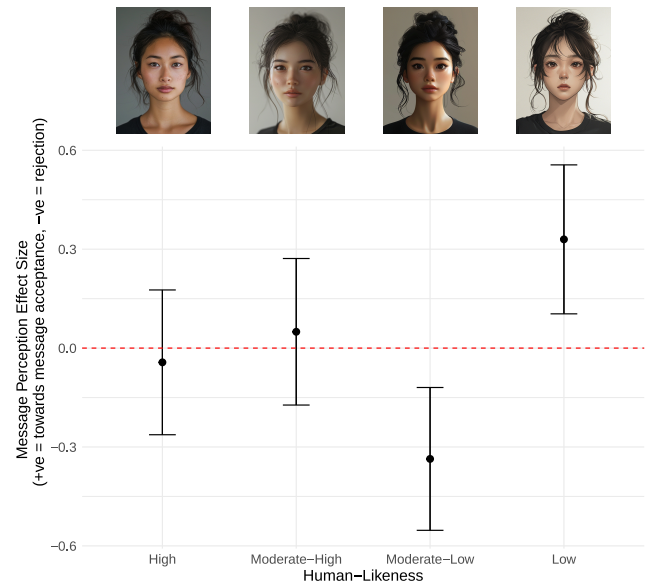 Message Perception Effect Size
(+ve = towards message acceptance, −ve = rejection)
0.6
0.3
0.0
−0.3
−0.6
High
Moderate−High
Moderate−Low
Low
Human−Likeness